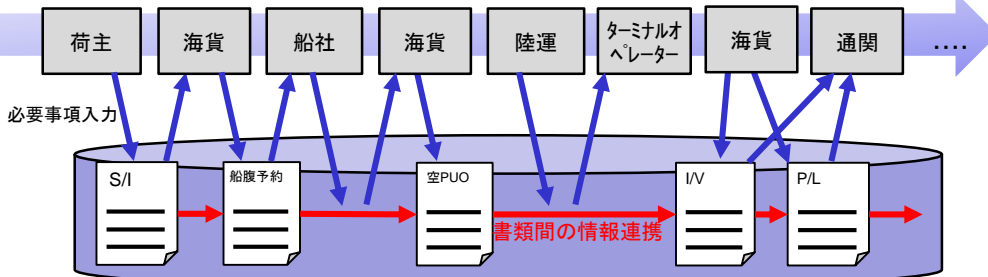 荷主
海貨
船社
海貨
陸運
ターミナルオ
ペレーター
海貨
通関
....
必要事項入力
S/I
船腹予約
空PUO
I/V
P/L
書類間の情報連携